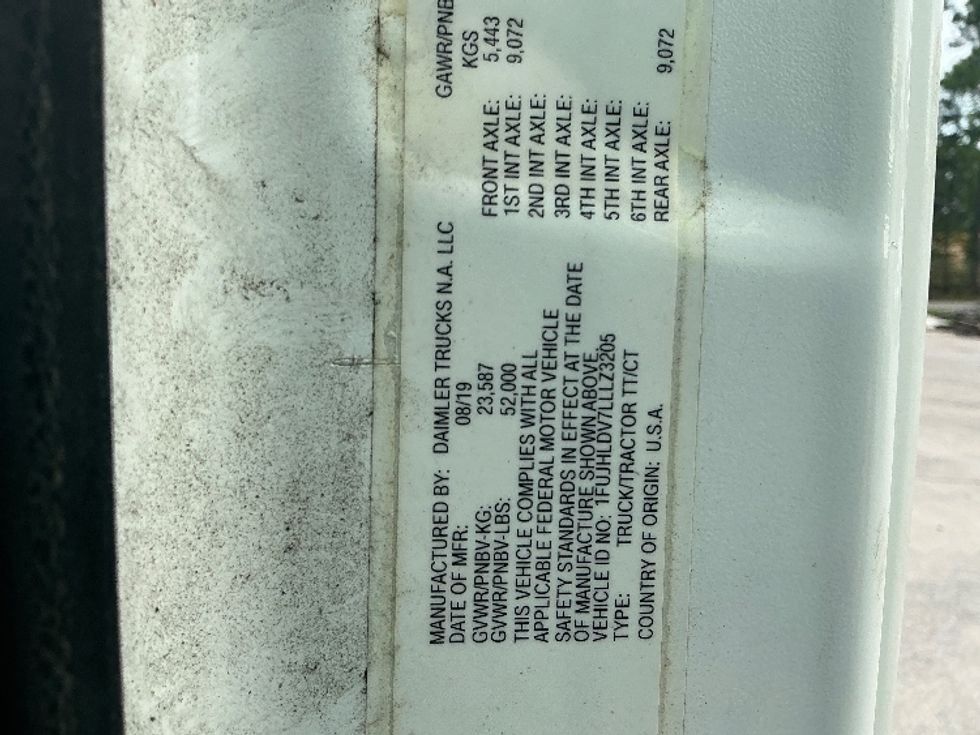 MANUFACTURED BY: DAIMLER TRUCKS N.A. LLC
DATE OF MFR: 08/19
GVWR/PNBV-KG: 23,587
GVWR/PNBV-LBS: 52,000
THIS VEHICLE COMPLIES WITH ALL
APPLICABLE FEDERAL MOTOR VEHICLE
SAFETY STANDARDS IN EFFECT AT THE DATE
OF MANUFACTURE SHOWN ABOVE.
VEHICLE ID NO: 1FUJHLDV7LLLZ3205
TYPE: TRUCK/TRACTOR TT/CT
COUNTRY OF ORIGIN: U.S.A.
GAWR/PNB
KGS
FRONT AXLE: 5,443
1ST INT AXLE: 9,072
2ND INT AXLE:
3RD INT AXLE:
4TH INT AXLE:
5TH INT AXLE:
6TH INT AXLE:
REAR AXLE: 9,072